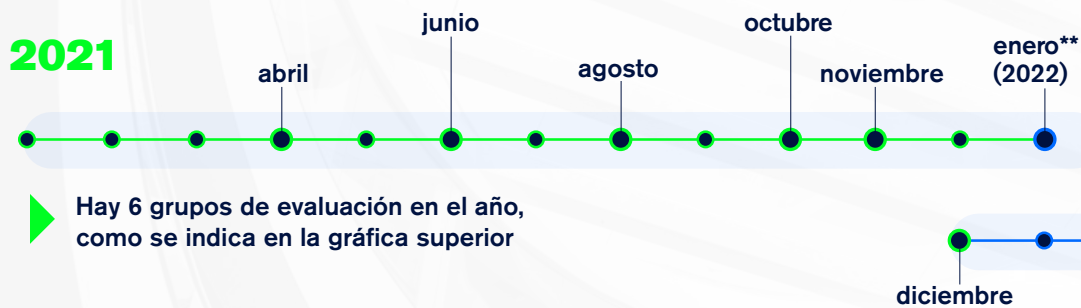 2021
abril
junio
agosto
octubre
noviembre
enero**
(2022)
Hay 6 grupos de evaluación en el año,
como se indica en la gráfica superior
diciembre